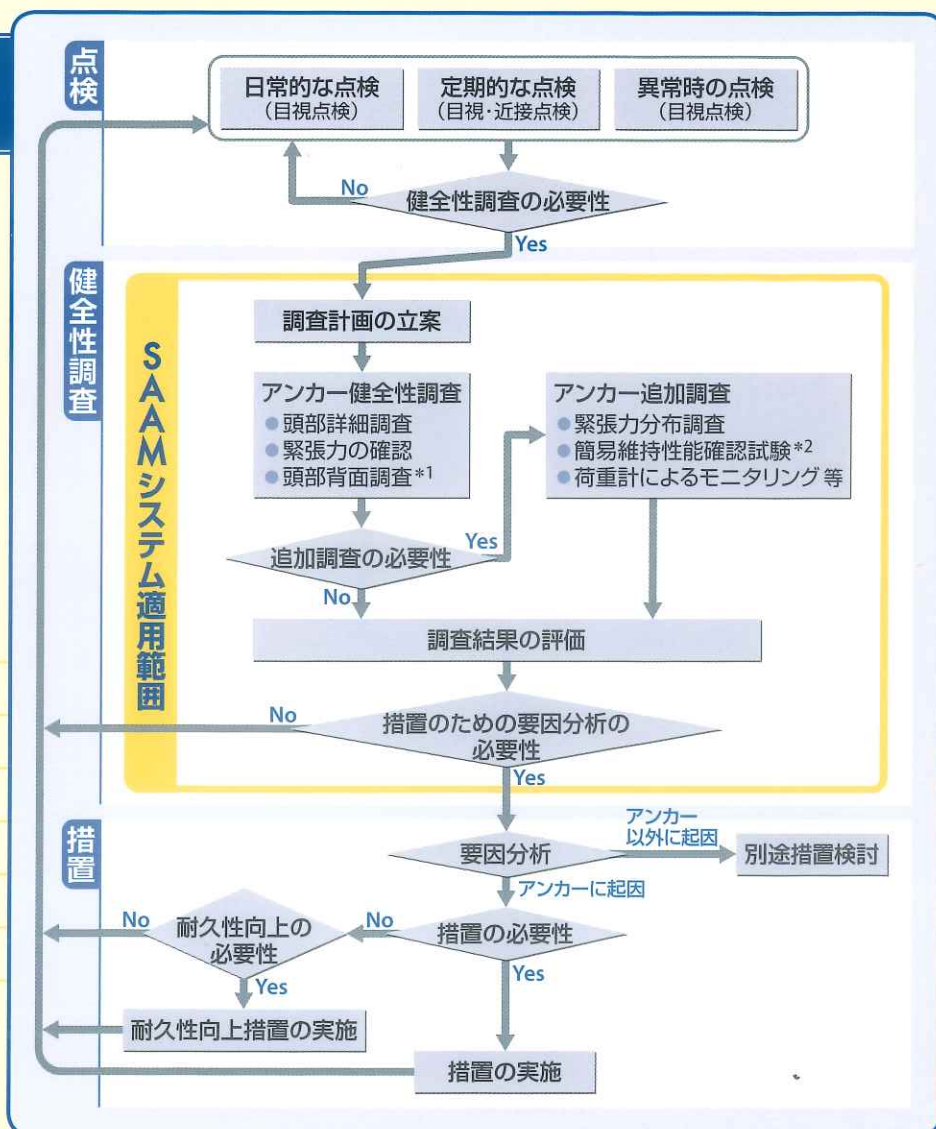 点検
日常的な点検
（目視点検）
定期的な点検
（目視・近接点検）
異常時の点検
（目視点検）
No
健全性調査の必要性
Yes
健全性調査
SAAMシステム適用範囲
調査計画の立案
アンカー健全性調査
●頭部詳細調査
●緊張力の確認
●頭部背面調査*1
アンカー追加調査
●緊張力分布調査
●簡易維持性能確認試験*2
●荷重計によるモニタリング 等
追加調査の必要性
Yes
No
調査結果の評価
No
措置のための要因分析の
必要性
Yes
措置
要因分析
アンカー
以外に起因
別途措置検討
アンカーに起因
No
耐久性向上の
必要性
No
措置の必要性
Yes
Yes
耐久性向上措置の実施
措置の実施